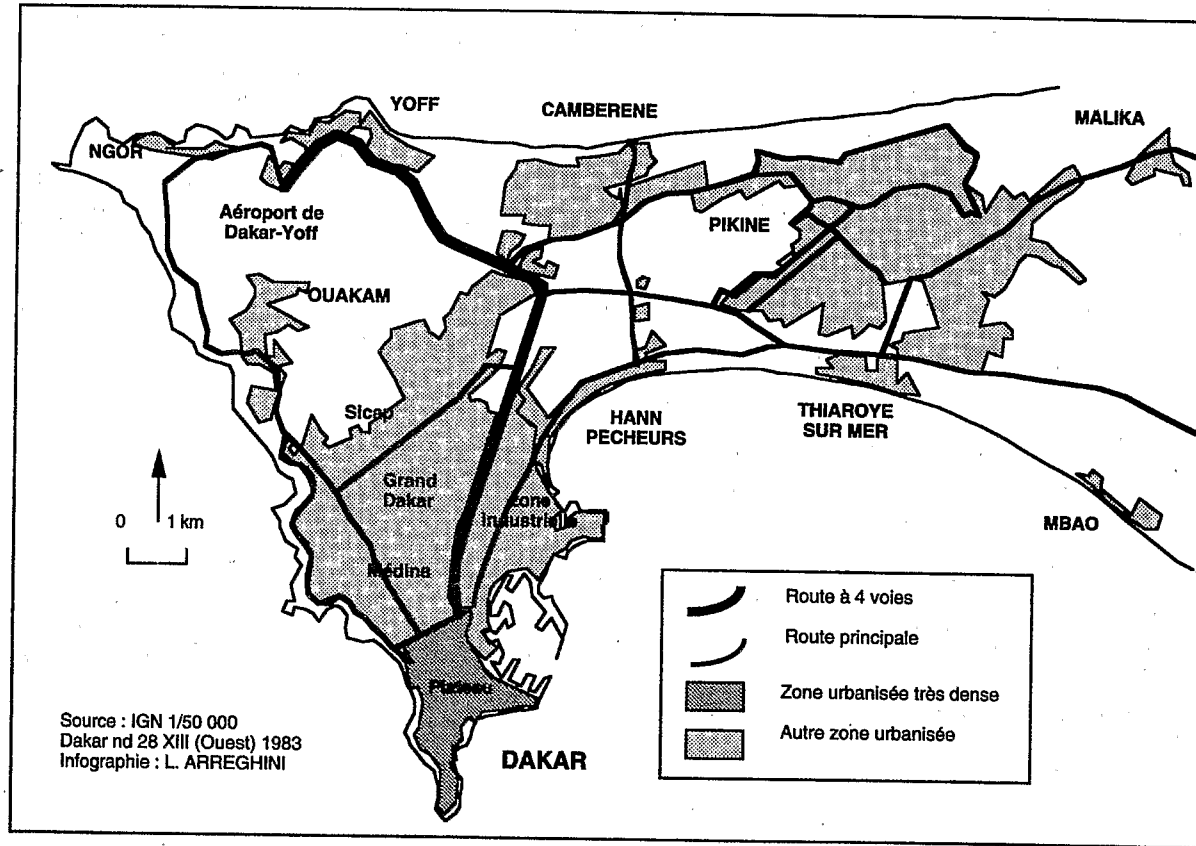 YOFF
CAMBERENE
MALIKA
NGOR
Aéroport de
Dakar-Yoff
PIKINE
OUAKAM
Sicap
HANN
PECHEURS
THIAROYE
SUR MER
Grand
Dakar
zone
industrielle
0 1 km
MBAO
Médina
Plateau
DAKAR
Route à 4 voies
Route principale
Zone urbanisée très dense
Autre zone urbanisée
Source : IGN 1/50 000
Dakar nd 28 XIII (Ouest) 1983
Infographie : L. ARREGHINI